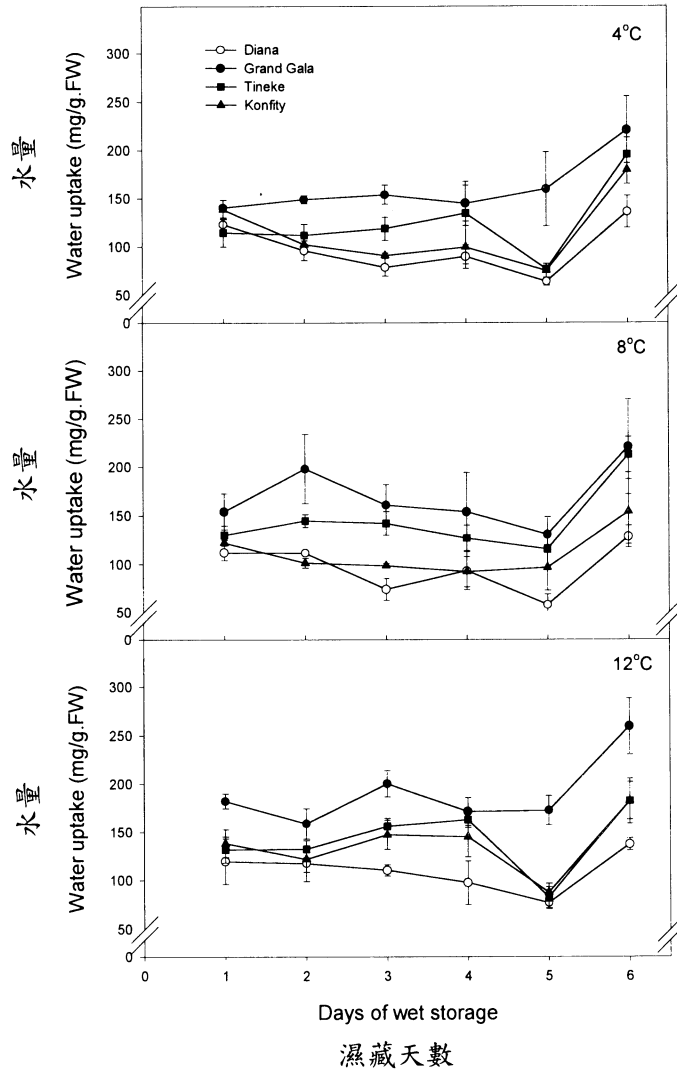 4°C
Diana
Grand Gala
Tineke
Konfity
水量
Water uptake (mg/g.FW)
300
250
200
150
100
50
0
8°C
水量
Water uptake (mg/g.FW)
300
250
200
150
100
50
0
12°C
水量
Water uptake (mg/g.FW)
300
250
200
150
100
50
0
0 1 2 3 4 5 6
Days of wet storage
濕藏天數